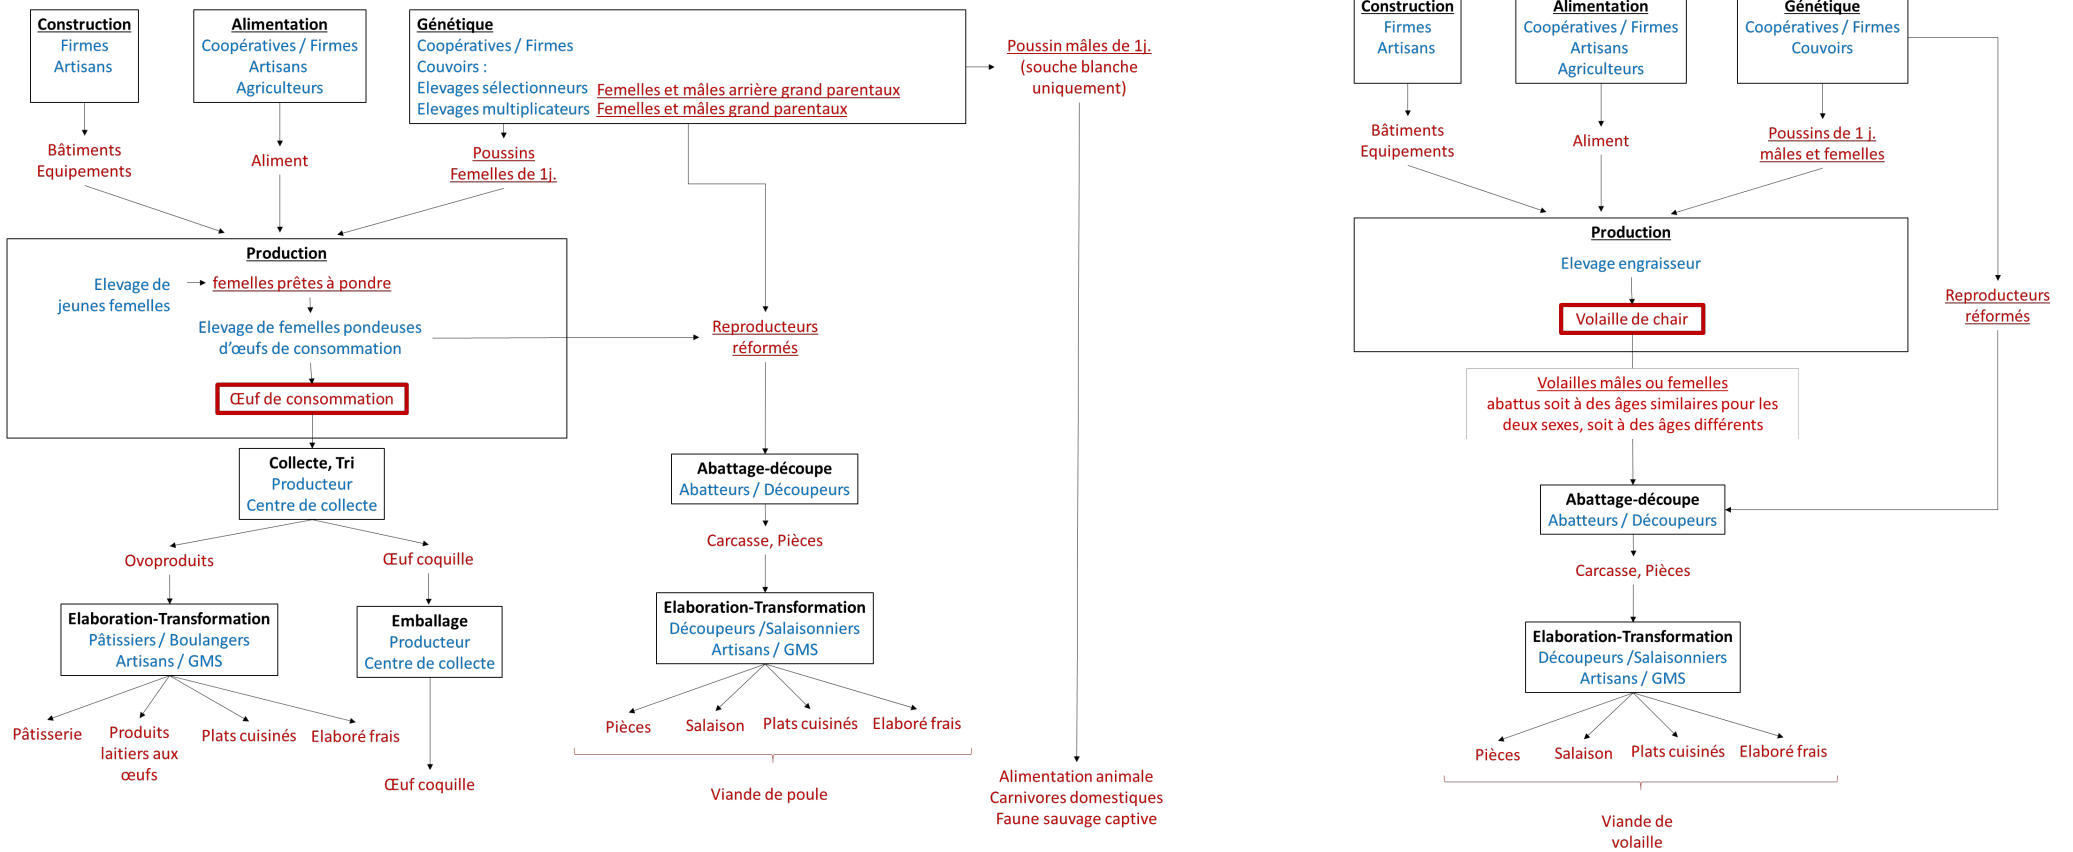 Construction
Firmes
Artisans
Alimentation
Coopératives / Firmes
Artisans
Agriculteurs
Génétique
Coopératives / Firmes
Couvoirs :
Elevages sélectionneurs Femelles et mâles arrière grand parentaux
Elevages multiplicateurs Femelles et mâles grand parentaux
Poussin mâles de 1j.
(souche blanche
uniquement)
Bâtiments
Equipements
Aliment
Poussins
Femelles de 1j.
Production
Elevage de
jeunes femelles
femelles prêtes à pondre
Elevage de femelles pondeuses
d'œufs de consommation
Œuf de consommation
Reproducteurs
réformés
Collecte, Tri
Producteur
Centre de collecte
Abattage-découpe
Abatteurs / Découpeurs
Ovoproduits
Œuf coquille
Carcasse, Pièces
Elaboration-Transformation
Pâtissiers / Boulangers
Artisans / GMS
Emballage
Producteur
Centre de collecte
Elaboration-Transformation
Découpeurs /Salaisonniers
Artisans / GMS
Pâtisserie
Produits
laitiers aux
œufs
Plats cuisinés
Elaboré frais
Œuf coquille
Pièces
Salaison
Plats cuisinés
Elaboré frais
Viande de poule
Alimentation animale
Carnivores domestiques
Faune sauvage captive
Construction
Firmes
Artisans
Alimentation
Coopératives / Firmes
Artisans
Agriculteurs
Génétique
Coopératives / Firmes
Couvoirs
Bâtiments
Equipements
Aliment
Poussins de 1 j.
mâles et femelles
Production
Elevage engraisseur
Volaille de chair
Reproducteurs
réformés
Volailles mâles ou femelles
abattus soit à des âges similaires pour les
deux sexes, soit à des âges différents
Abattage-découpe
Abatteurs / Découpeurs
Carcasse, Pièces
Elaboration-Transformation
Découpeurs /Salaisonniers
Artisans / GMS
Pièces
Salaison
Plats cuisinés
Elaboré frais
Viande de
volaille